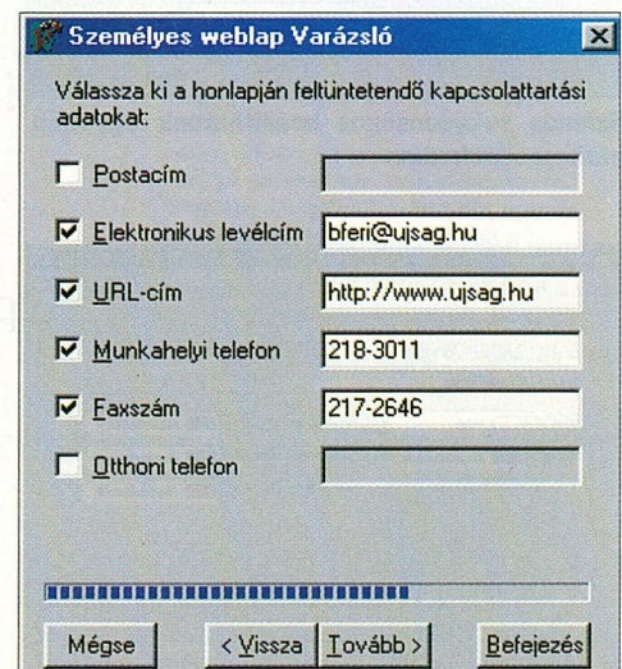 Személyes weblap Varázsló
Válassza ki a honlapján feltüntetendő kapcsolattartási
adatokat:
Postacím
Elektronikus levélcím bferi@ujsag.hu
URL-cím http://www.ujsag.hu
Munkahelyi telefon 218-3011
Faxszám 217-2646
Otthoni telefon
Mégse < Vissza Tovább > Befejezés